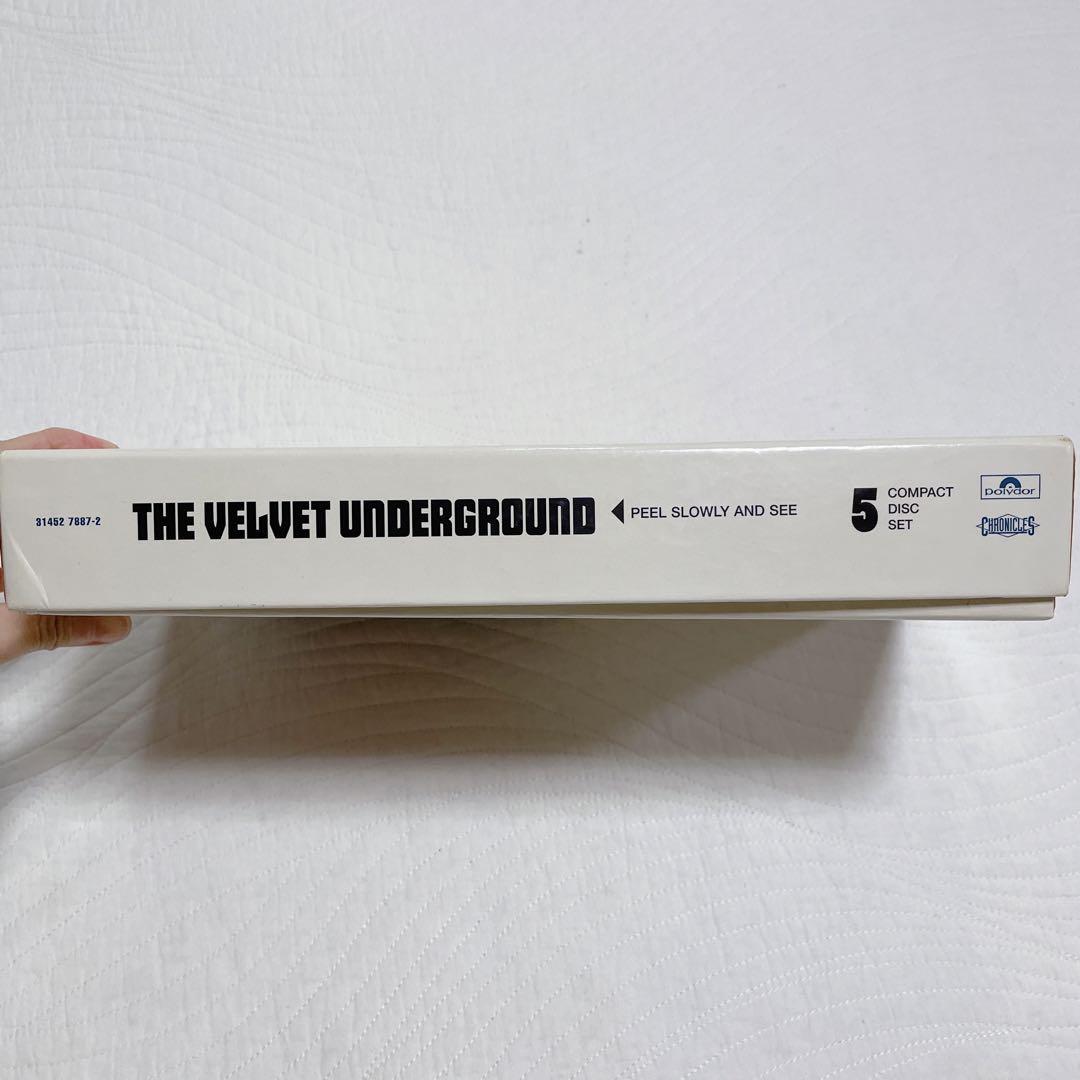 31452 7887-2
THE VELVET UNDERGROUND
PEEL SLOWLY AND SEE
5
COMPACT
DISC
SET
polydor
CHRONICLES